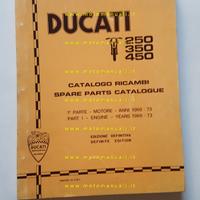 DUCATI
250
350
450
CATALOGO RICAMBI
SPARE PARTS CATALOGUE
1ª PARTE - MOTORE - ANNI 1969 - 73
PART 1 - ENGINE - YEARS 1969 - 73
EDIZIONE DEFINITIVA
DEFINITE EDITION
DUCATI